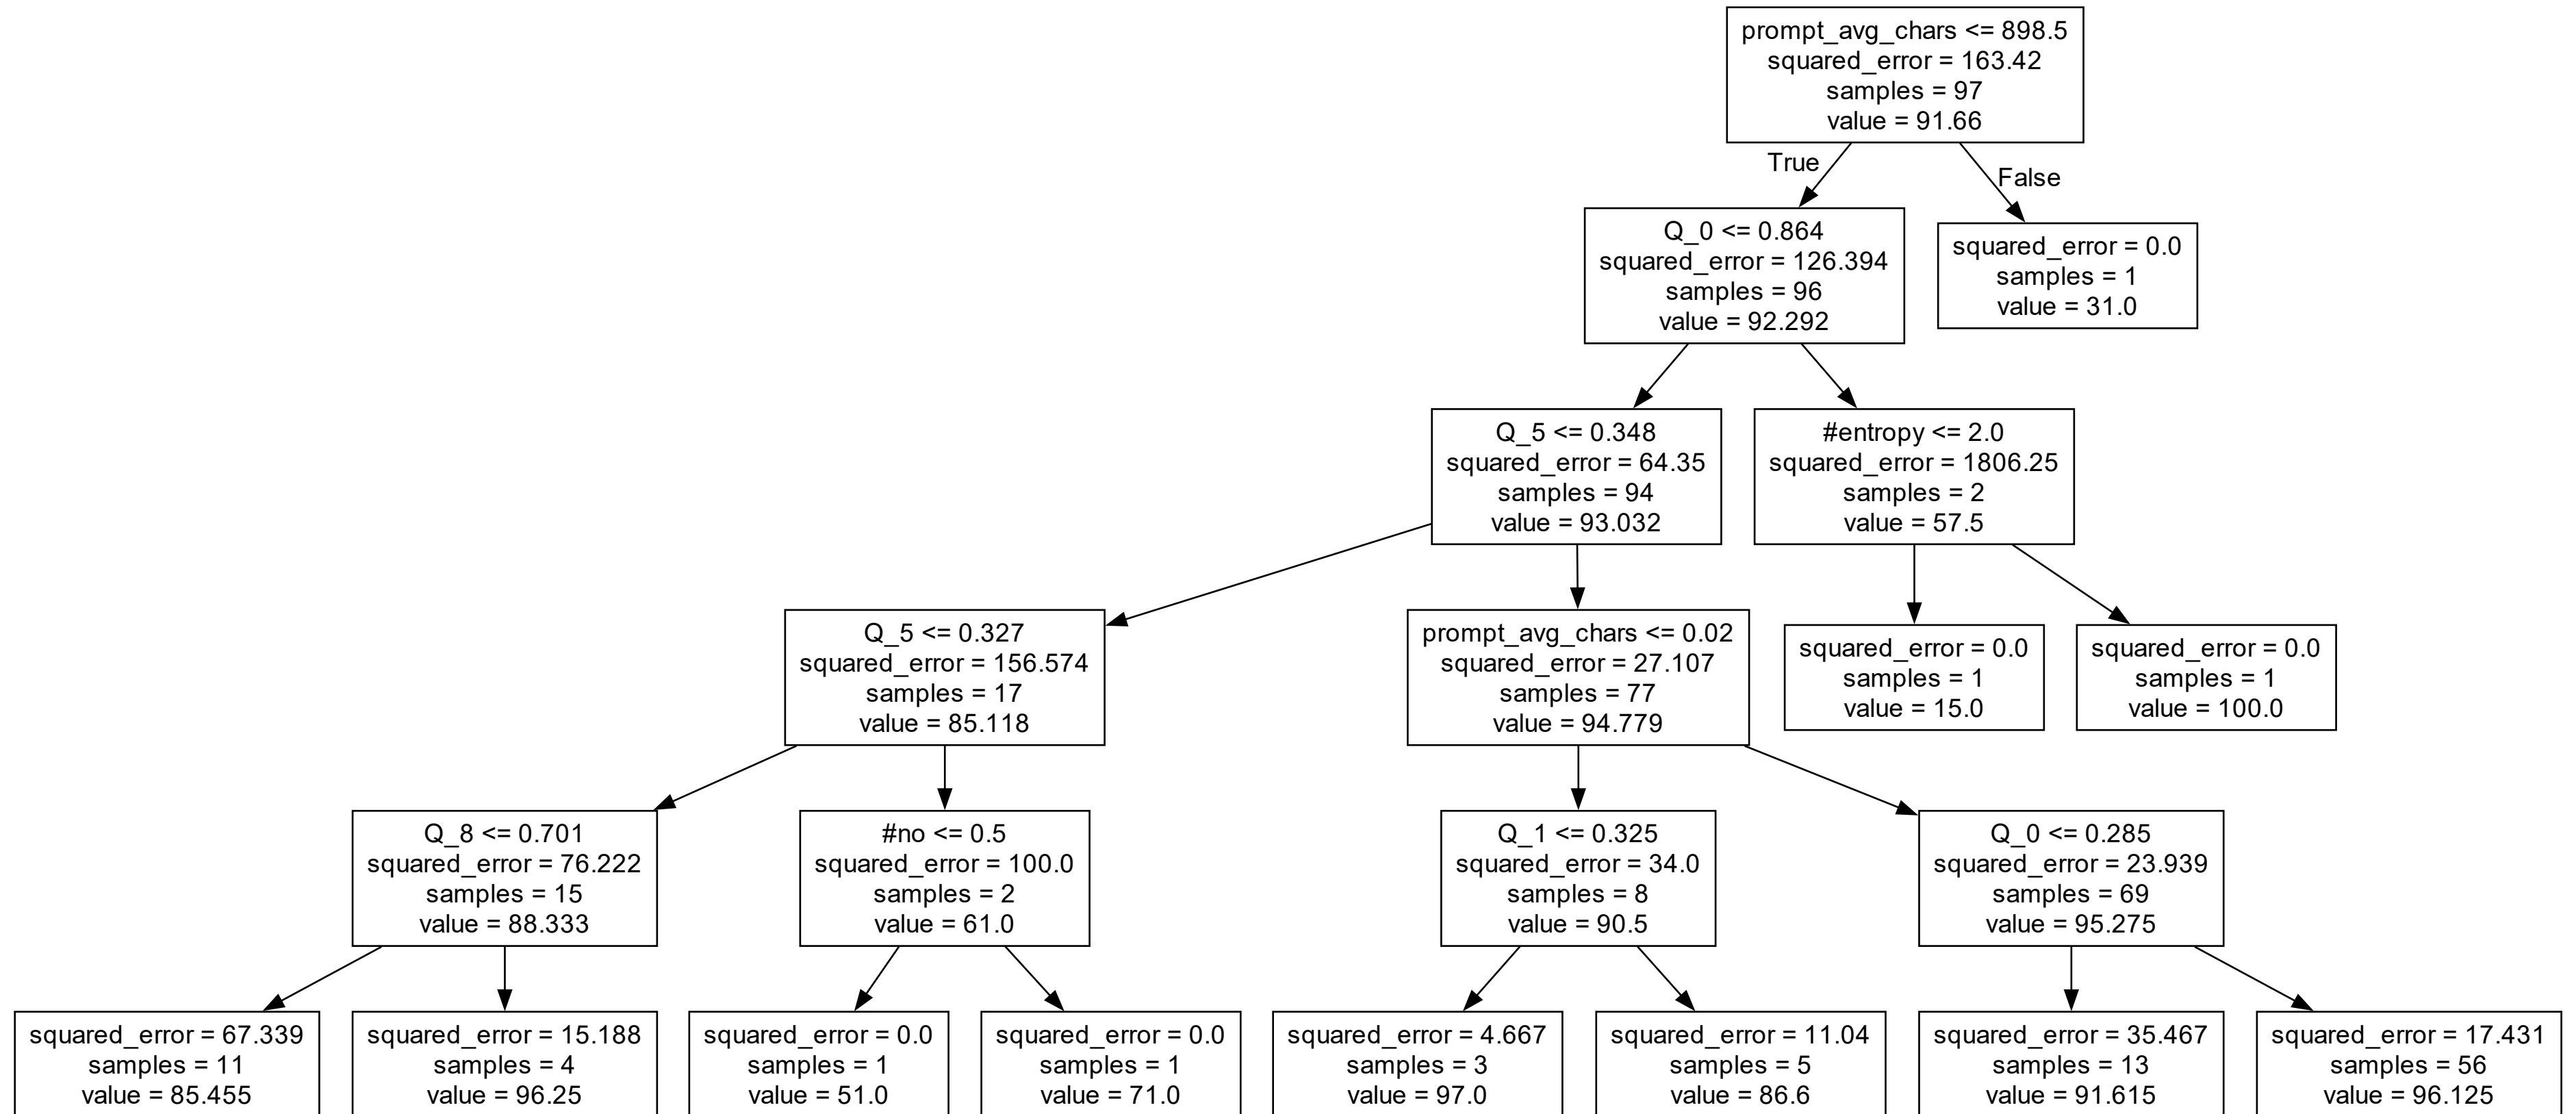 prompt_avg_chars <= 898.5
squared_error = 163.42
samples = 97
value = 91.66
True
False
Q_0 <= 0.864
squared_error = 126.394
samples = 96
value = 92.292
squared_error = 0.0
samples = 1
value = 31.0
Q_5 <= 0.348
squared_error = 64.35
samples = 94
value = 93.032
#entropy <= 2.0
squared_error = 1806.25
samples = 2
value = 57.5
Q_5 <= 0.327
squared_error = 156.574
samples = 17
value = 85.118
prompt_avg_chars <= 0.02
squared_error = 27.107
samples = 77
value = 94.779
squared_error = 0.0
samples = 1
value = 15.0
squared_error = 0.0
samples = 1
value = 100.0
Q_8 <= 0.701
squared_error = 76.222
samples = 15
value = 88.333
#no <= 0.5
squared_error = 100.0
samples = 2
value = 61.0
Q_1 <= 0.325
squared_error = 34.0
samples = 8
value = 90.5
Q_0 <= 0.285
squared_error = 23.939
samples = 69
value = 95.275
squared_error = 67.339
samples = 11
value = 85.455
squared_error = 15.188
samples = 4
value = 96.25
squared_error = 0.0
samples = 1
value = 51.0
squared_error = 0.0
samples = 1
value = 71.0
squared_error = 4.667
samples = 3
value = 97.0
squared_error = 11.04
samples = 5
value = 86.6
squared_error = 35.467
samples = 13
value = 91.615
squared_error = 17.431
samples = 56
value = 96.125